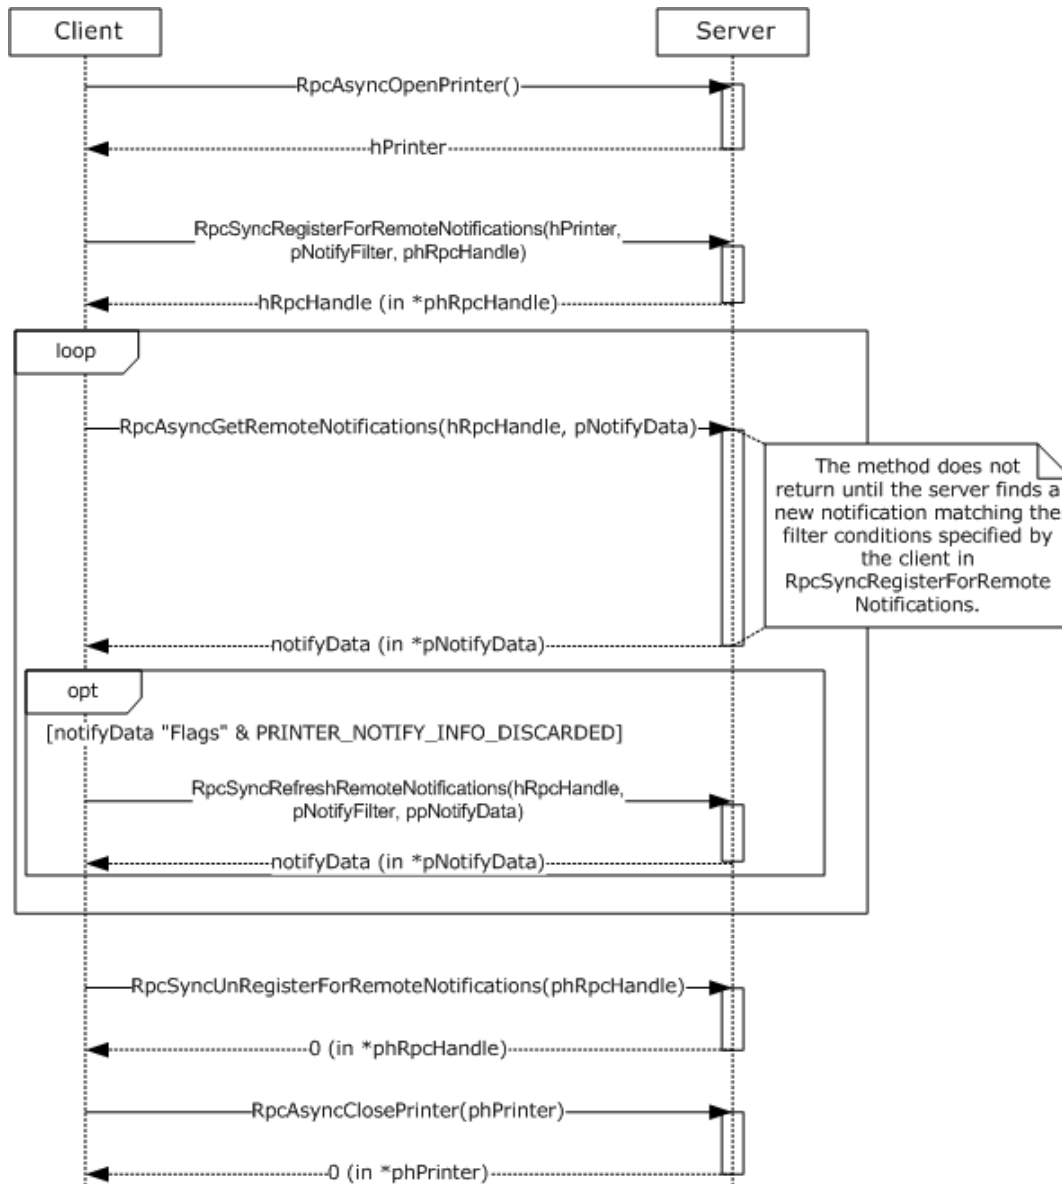 Client
Server
RpcAsyncOpenPrinter()
hPrinter
RpcSyncRegisterForRemoteNotifications(hPrinter,
pNotifyFilter, phRpcHandle)
hRpcHandle (in *phRpcHandle)
loop
RpcAsyncGetRemoteNotifications(hRpcHandle, pNotifyData)
The method does not
return until the server finds a
new notification matching the
filter conditions specified by
the client in
RpcSyncRegisterForRemote
Notifications.
notifyData (in *pNotifyData)
opt
[notifyData "Flags" & PRINTER_NOTIFY_INFO_DISCARDED]
RpcSyncRefreshRemoteNotifications(hRpcHandle,
pNotifyFilter, ppNotifyData)
notifyData (in *pNotifyData)
RpcSyncUnRegisterForRemoteNotifications(phRpcHandle)
0 (in *phRpcHandle)
RpcAsyncClosePrinter(phPrinter)
0 (in *phPrinter)